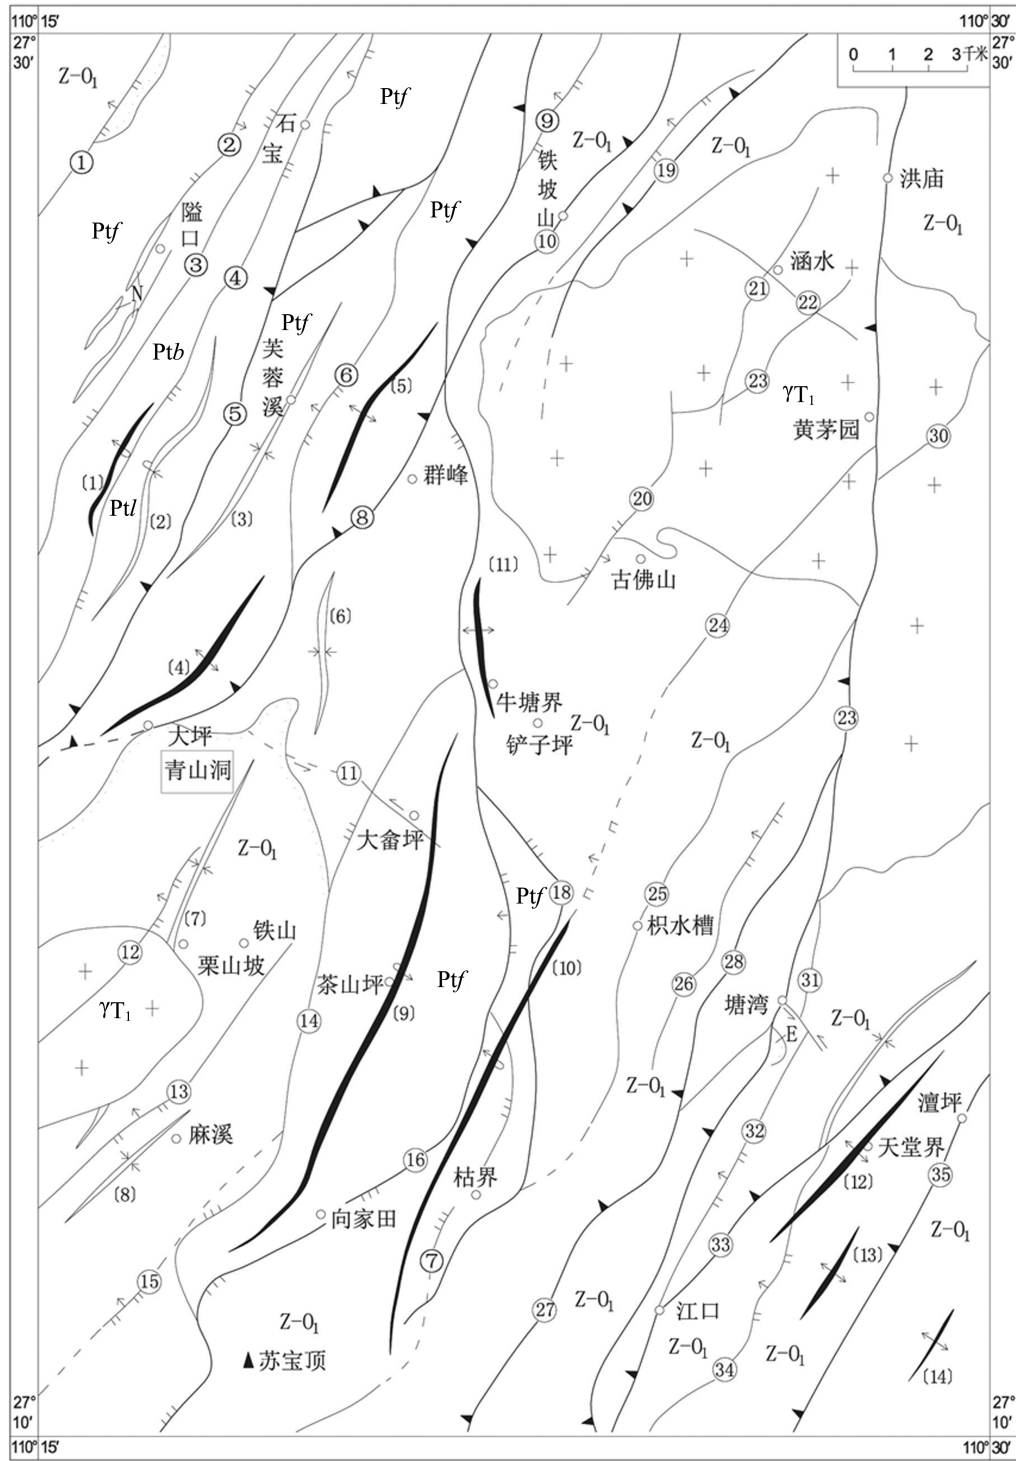 110° 15′
110° 30′
27°
30′
27°
30′
0 1 2 3千米
Z-O₁
Ptf
①
②
石宝
⑨
Z-O₁
Z-O₁
铁坡山
⑲
洪庙
Ptf
隘口
Ptf
Z-O₁
③
④
⑩
涵水
N
㉑
㉒
Ptf
Ptb
芙蓉溪
⑥
〔5〕
㉓
γT₁
⑤
黄茅园
㉚
〔1〕
Ptl
〔2〕
〔3〕
群峰
⑧
⑳
〔11〕
古佛山
〔6〕
㉔
〔4〕
牛塘界
大坪
铲子坪
Z-O₁
㉓
Z-O₁
青山洞
⑪
大畲坪
Z-O₁
Ptf
⑱
㉕
〔7〕
铁山
枳水槽
⑫
栗山坡
〔10〕
㉘
茶山坪
Ptf
㉖
㉛
γT₁
〔9〕
塘湾
⑭
Z-O₁
E
⑬
Z-O₁
澶坪
麻溪
㉜
天堂界
⑯
枯界
〔12〕
㉟
〔8〕
向家田
Z-O₁
㉝
〔13〕
⑦
⑮
Z-O₁
㉗
江口
Z-O₁
Z-O₁
Z-O₁
苏宝顶
㉞
〔14〕
27°
10′
27°
10′
110° 15′
110° 30′